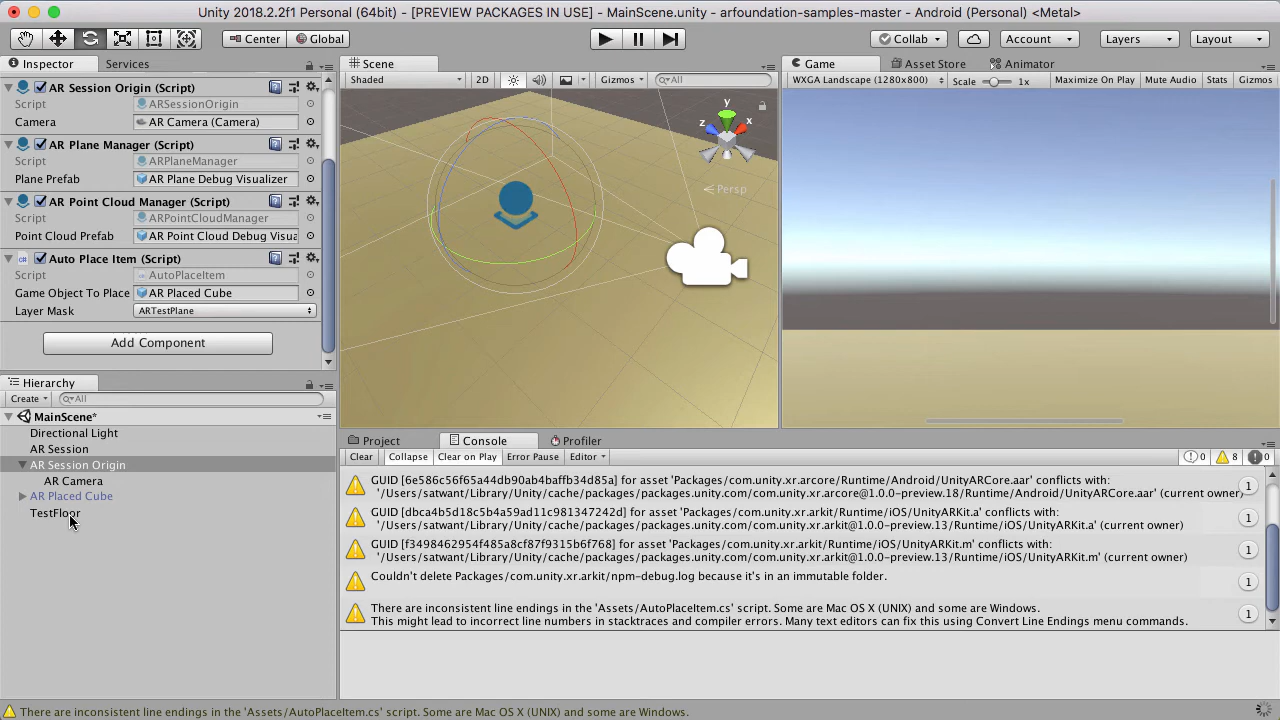 Unity 2018.2.2f1 Personal (64bit) - [PREVIEW PACKAGES IN USE] - MainScene.unity - arfoundation-samples-master - Android (Personal) <Metal>
Center Global Collab Account Layers Layout
Inspector Services
AR Session Origin (Script)
Script ARSessionOrigin
Camera AR Camera (Camera)
AR Plane Manager (Script)
Script ARPlaneManager
Plane Prefab AR Plane Debug Visualizer
AR Point Cloud Manager (Script)
Script ARPointCloudManager
Point Cloud Prefab AR Point Cloud Debug Visua
Auto Place Item (Script)
Script AutoPlaceItem
Game Object To Place AR Placed Cube
Layer Mask ARTestPlane
Add Component
Scene
Shaded 2D Gizmos All
y
z x
Persp
Game Asset Store Animator
WXGA Landscape (1280x800) Scale 1x Maximize On Play Mute Audio Stats Gizmos
Hierarchy
Create All
MainScene*
Directional Light
AR Session
AR Session Origin
AR Camera
AR Placed Cube
TestFloor
Project Console Profiler
Clear Collapse Clear on Play Error Pause Editor 0 8 0
GUID [6e586c56f65a44db90ab4baffb34d85a] for asset 'Packages/com.unity.xr.arcore/Runtime/Android/UnityARCore.aar' conflicts with:
'/Users/satwant/Library/Unity/cache/packages/packages.unity.com/com.unity.xr.arcore@1.0.0-preview.18/Runtime/Android/UnityARCore.aar' (current owner)
1
GUID [dbca4b5d18c5b4a59ad11c981347242d] for asset 'Packages/com.unity.xr.arkit/Runtime/iOS/UnityARKit.a' conflicts with:
'/Users/satwant/Library/Unity/cache/packages/packages.unity.com/com.unity.xr.arkit@1.0.0-preview.13/Runtime/iOS/UnityARKit.a' (current owner)
1
GUID [f3498462954f485a8cf87f9315b6f768] for asset 'Packages/com.unity.xr.arkit/Runtime/iOS/UnityARKit.m' conflicts with:
'/Users/satwant/Library/Unity/cache/packages/packages.unity.com/com.unity.xr.arkit@1.0.0-preview.13/Runtime/iOS/UnityARKit.m' (current owner)
1
Couldn't delete Packages/com.unity.xr.arkit/npm-debug.log because it's in an immutable folder.
1
There are inconsistent line endings in the 'Assets/AutoPlaceItem.cs' script. Some are Mac OS X (UNIX) and some are Windows.
This might lead to incorrect line numbers in stacktraces and compiler errors. Many text editors can fix this using Convert Line Endings menu commands.
1
There are inconsistent line endings in the 'Assets/AutoPlaceItem.cs' script. Some are Mac OS X (UNIX) and some are Windows.